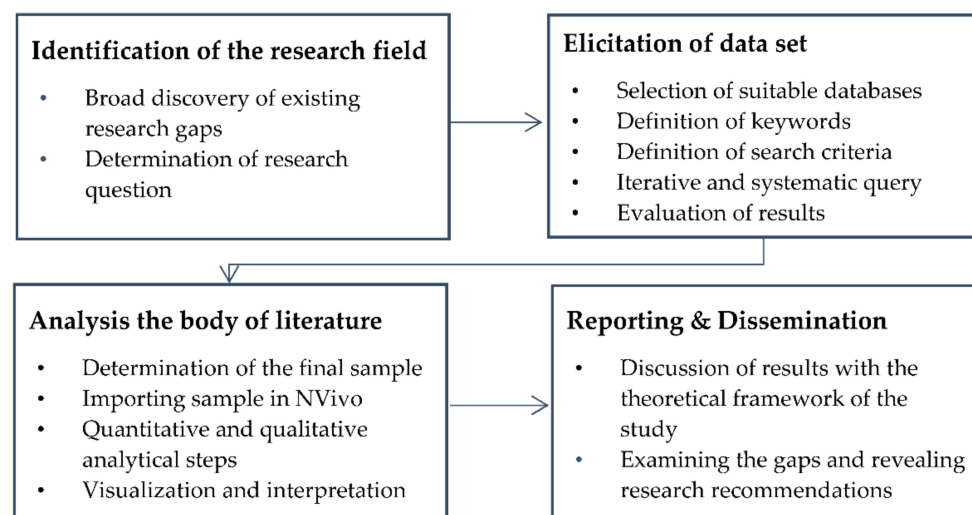 Identification of the research field
• Broad discovery of existing
research gaps
• Determination of research
question
Elicitation of data set
• Selection of suitable databases
• Definition of keywords
• Definition of search criteria
• Iterative and systematic query
• Evaluation of results
Analysis the body of literature
• Determination of the final sample
• Importing sample in NVivo
• Quantitative and qualitative
analytical steps
• Visualization and interpretation
Reporting & Dissemination
• Discussion of results with the
theoretical framework of the
study
• Examining the gaps and revealing
research recommendations